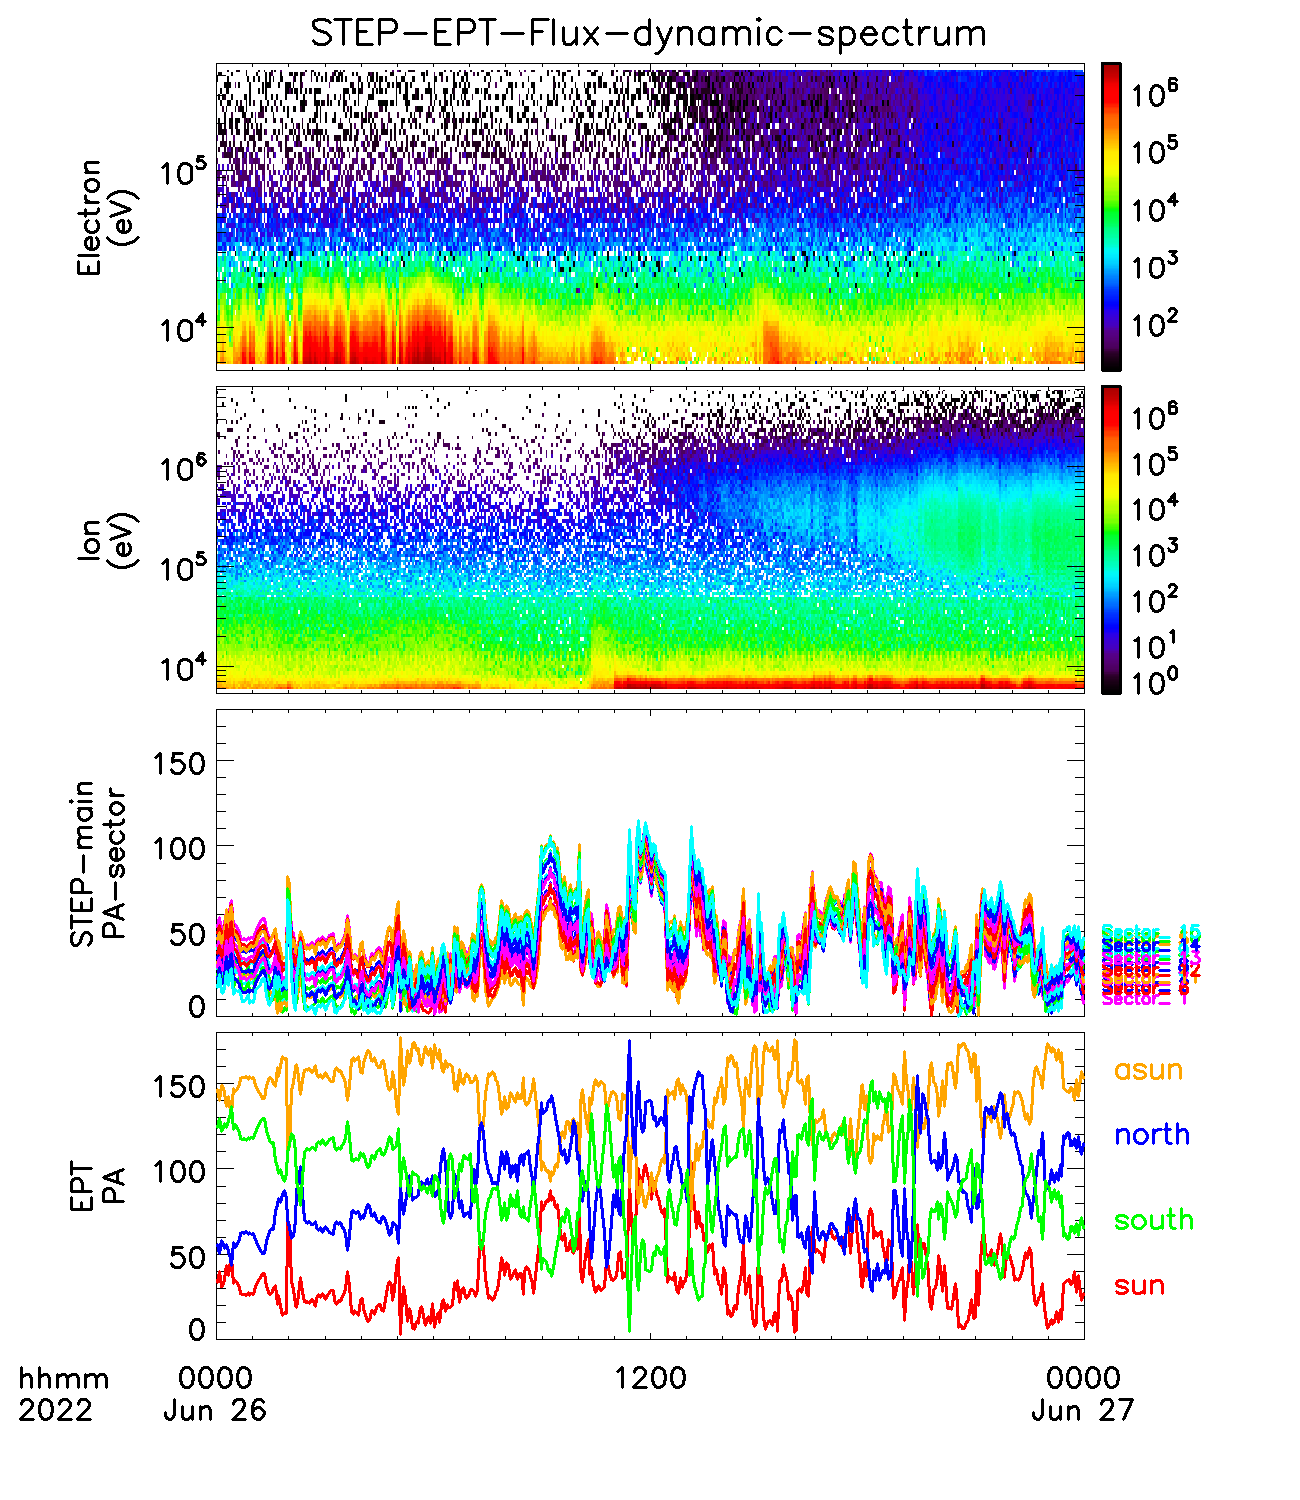 STEP-EPT-Flux-dynamic-spectrum
Electron
(eV)
10^5
10^4
10^6
10^5
10^4
10^3
10^2
Ion
(eV)
10^6
10^5
10^4
10^6
10^5
10^4
10^3
10^2
10^1
10^0
STEP-main
PA-sector
150
100
50
0
Sector= 15
Sector= 14
Sector= 1
EPT
PA
150
100
50
0
asun
north
south
sun
hhmm
2022
0000
Jun 26
1200
0000
Jun 27